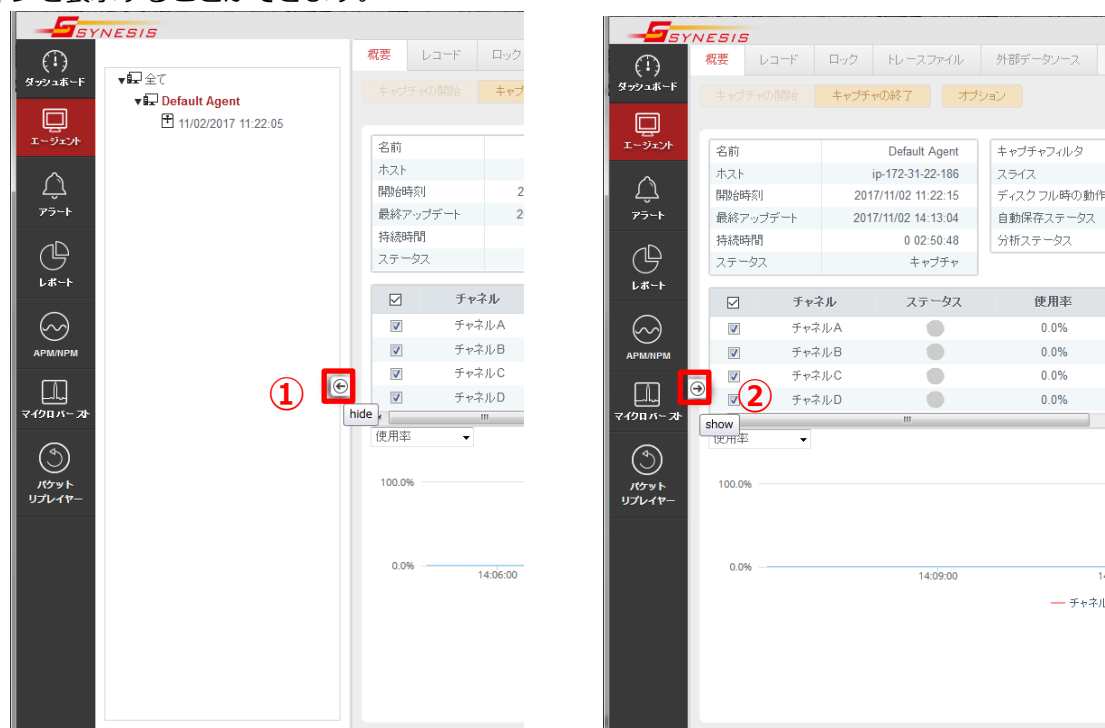 SYNESIS
ダッシュボード
エージェント
アラート
レポート
APM/NPM
マイクロバースト
パケット
リプレイヤー
全て
Default Agent
11/02/2017 11:22:05
概要 レコード ロック
キャプチャの開始
名前
ホスト
開始時刻 2
最終アップデート 2
持続時間
ステータス
チャネル
チャネルA
チャネルB
チャネルC
チャネルD
①
hide
使用率
100.0%
0.0%
14:06:00
SYNESIS
ダッシュボード
エージェント
アラート
レポート
APM/NPM
マイクロバースト
パケット
リプレイヤー
概要 レコード ロック トレースファイル 外部データソース
キャプチャの開始 キャプチャの終了 オプション
名前 Default Agent キャプチャフィルタ
ホスト ip-172-31-22-186 スライス
開始時刻 2017/11/02 11:22:15 ディスクフル時の動作
最終アップデート 2017/11/02 14:13:04 自動保存ステータス
持続時間 0 02:50:48 分析ステータス
ステータス キャプチャ
チャネル ステータス 使用率
チャネルA 0.0%
チャネルB 0.0%
チャネルC 0.0%
チャネルD 0.0%
②
show
使用率
100.0%
0.0%
14:09:00
チャネル